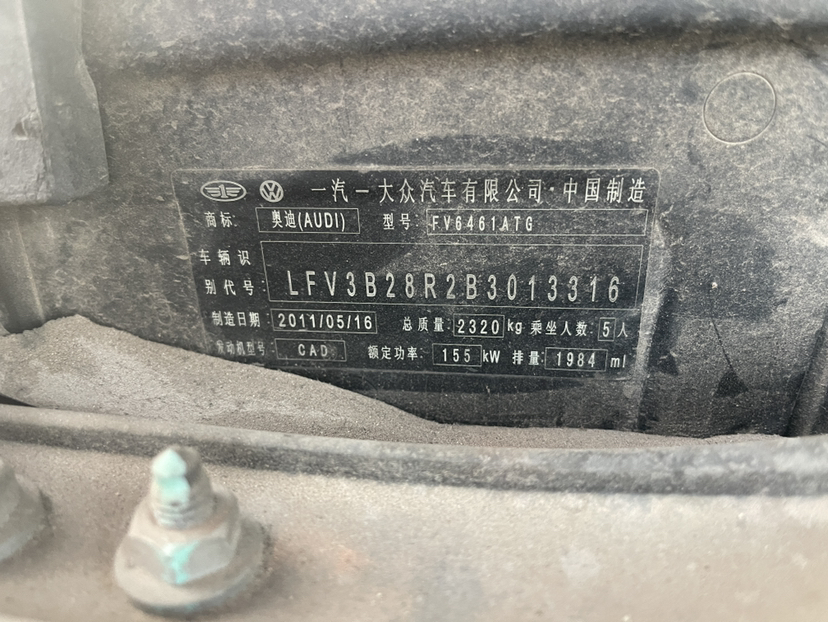 一汽一大众汽车有限公司·中国制造
商标: 奥迪(AUDI) 型号: FV6461ATG
车辆识
别代号: LFV3B28R2B3013316
制造日期: 2011/05/16 总质量: 2320 kg 乘坐人数: 5 人
发动机型号: CAD 额定功率: 155 kW 排量: 1984 ml